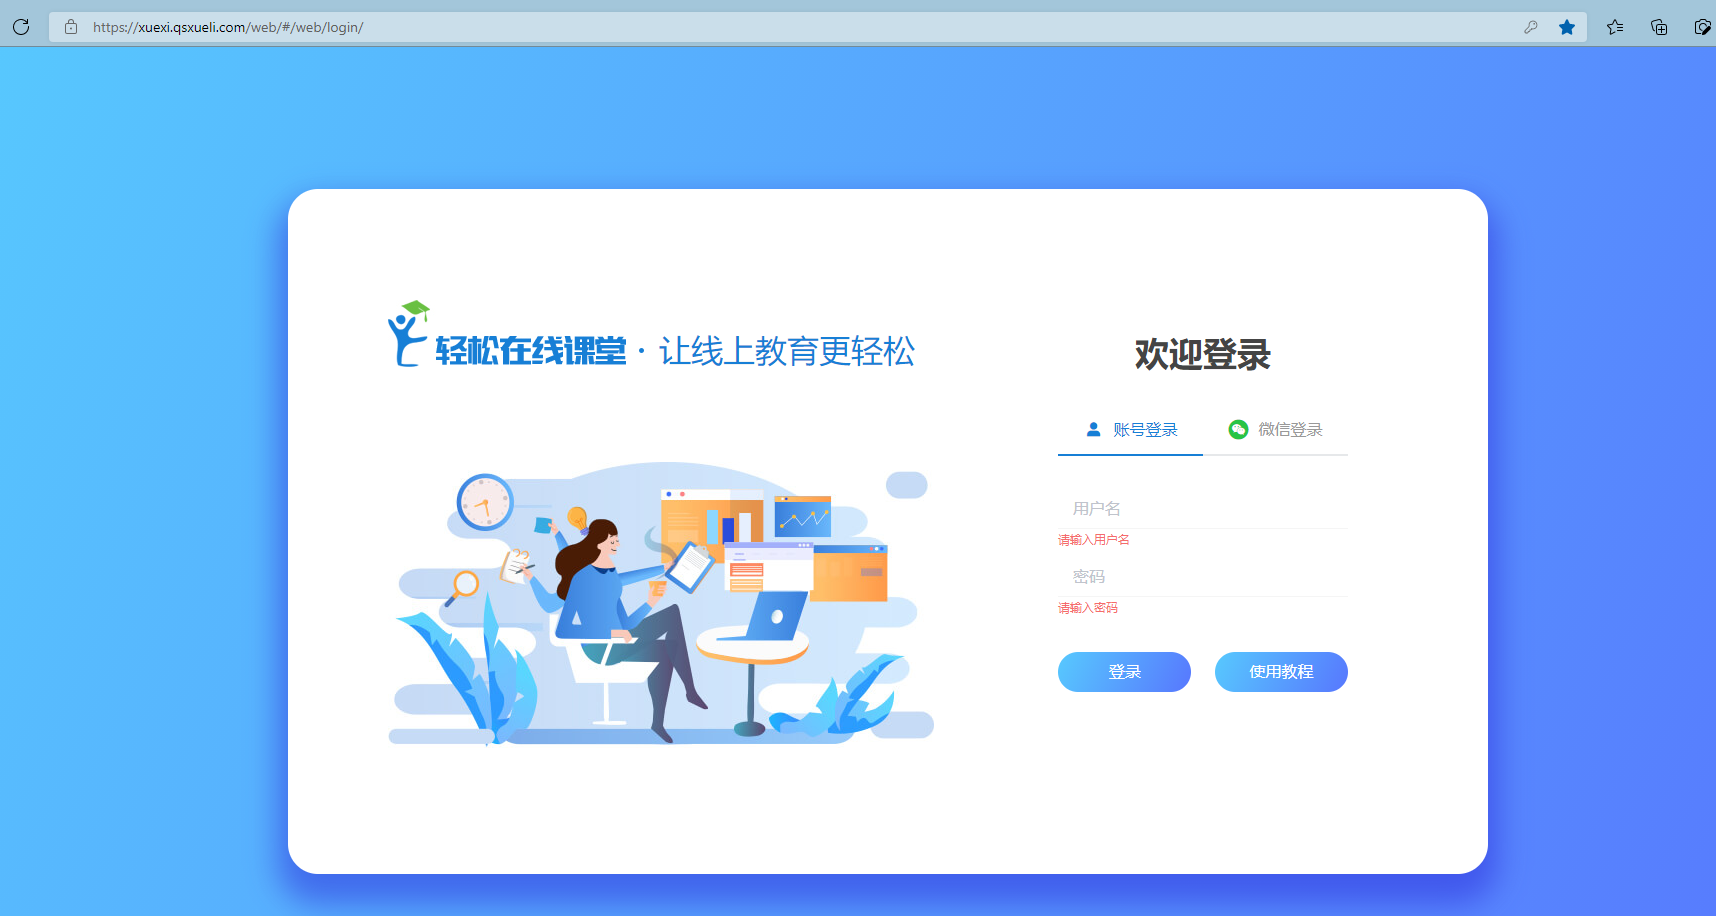 https://xuexi.qsxueli.com/web/#/web/login/
轻松在线课堂 · 让线上教育更轻松
欢迎登录
账号登录 微信登录
用户名
请输入用户名
密码
请输入密码
登录 使用教程